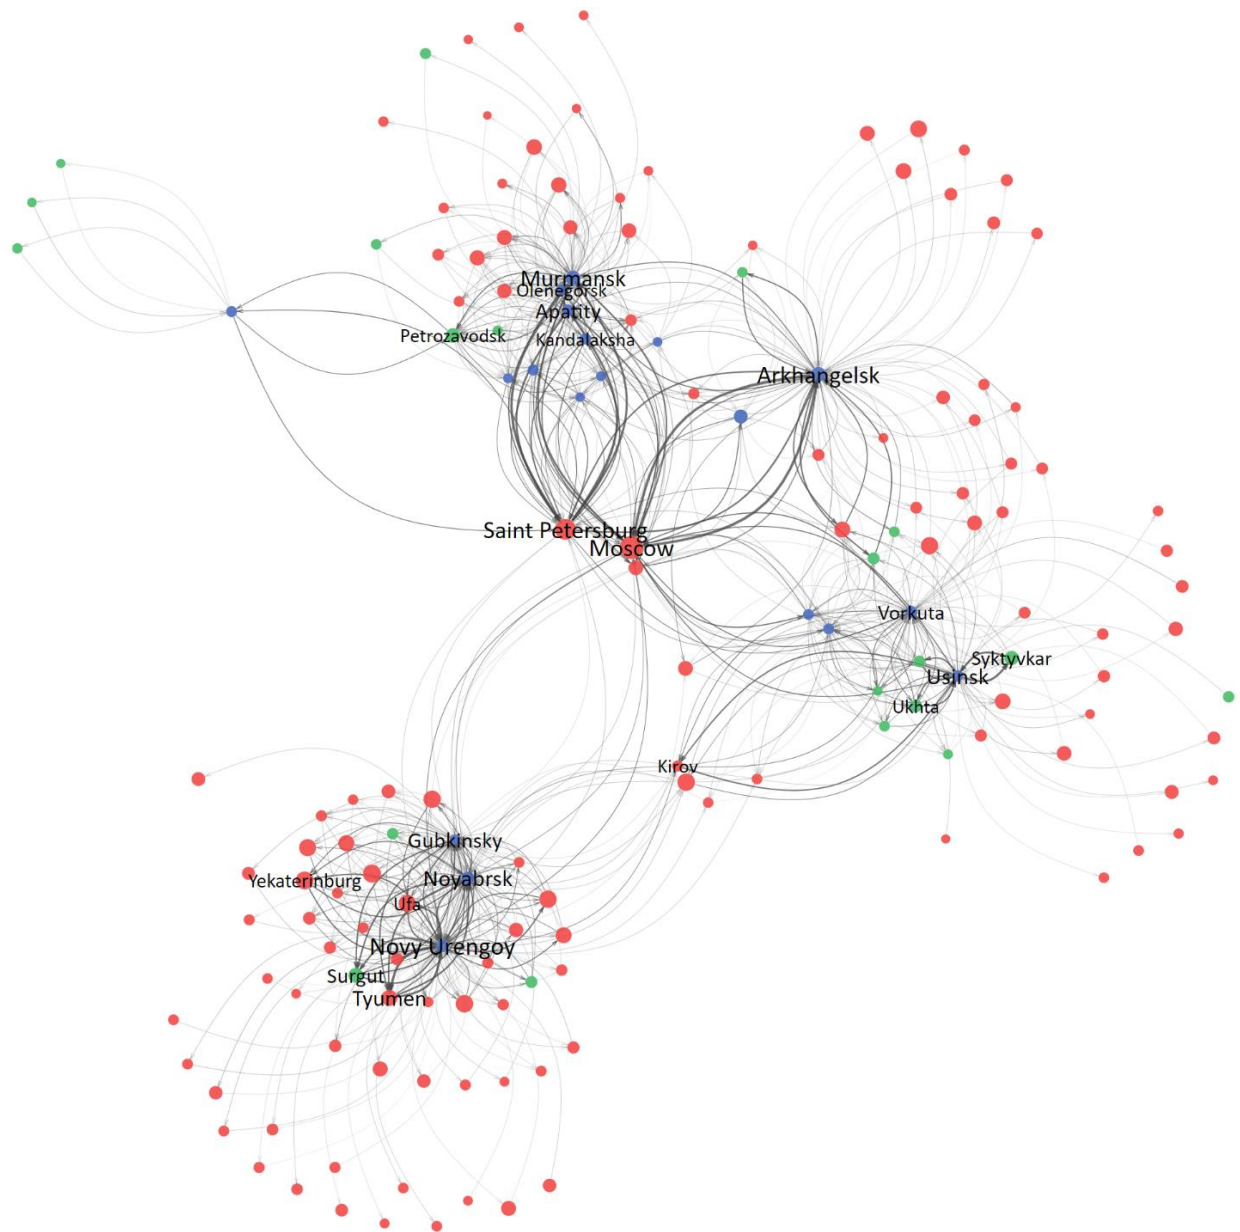 Murmansk
Olenegorsk
Apatity
Petrozavodsk
Kandalaksha
Arkhangelsk
Saint Petersburg
Moscow
Vorkuta
Syktyvkar
Usinsk
Ukhta
Kirov
Gubkinsky
Yekaterinburg
Noyabrsk
Ufa
Novy Urengoy
Surgut
Tyumen